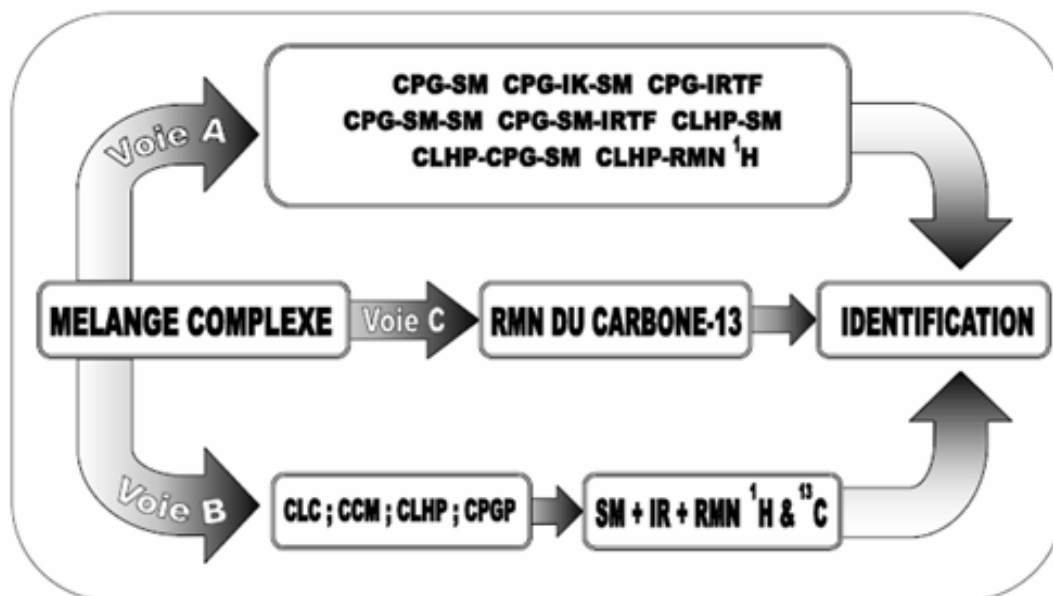 Voie A
CPG-SM CPG-IK-SM CPG-IRTF
CPG-SM-SM CPG-SM-IRTF CLHP-SM
CLHP-CPG-SM CLHP-RMN ¹H
MELANGE COMPLEXE
Voie C
RMN DU CARBONE-13
IDENTIFICATION
Voie B
CLC ; CCM ; CLHP ; CPGP
SM + IR + RMN ¹H & ¹³C